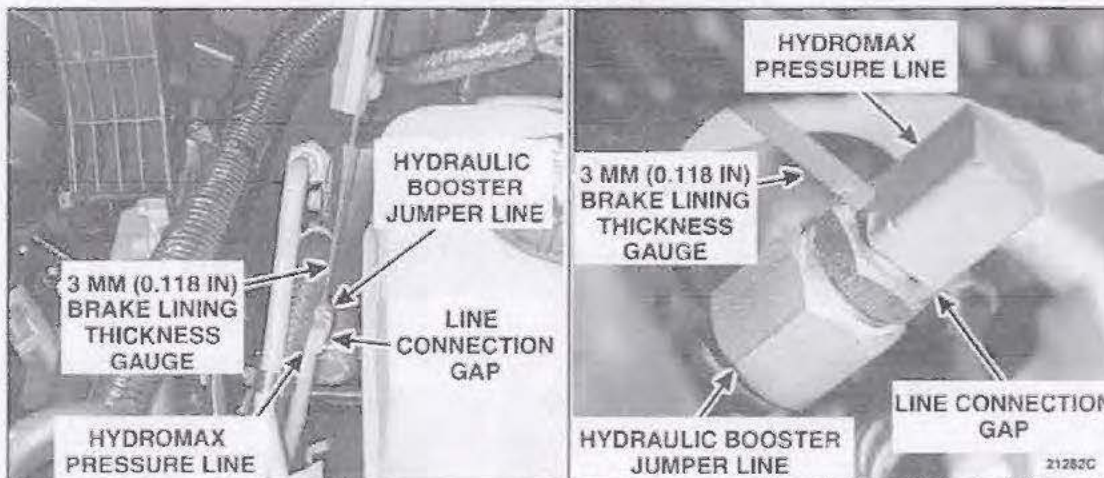 HYDRAULIC
BOOSTER
JUMPER LINE
3 MM (0.118 IN)
BRAKE LINING
THICKNESS
GAUGE
LINE
CONNECTION
GAP
HYDROMAX
PRESSURE LINE
HYDROMAX
PRESSURE LINE
3 MM (0.118 IN)
BRAKE LINING
THICKNESS
GAUGE
LINE CONNECTION
GAP
HYDRAULIC BOOSTER
JUMPER LINE
21282C